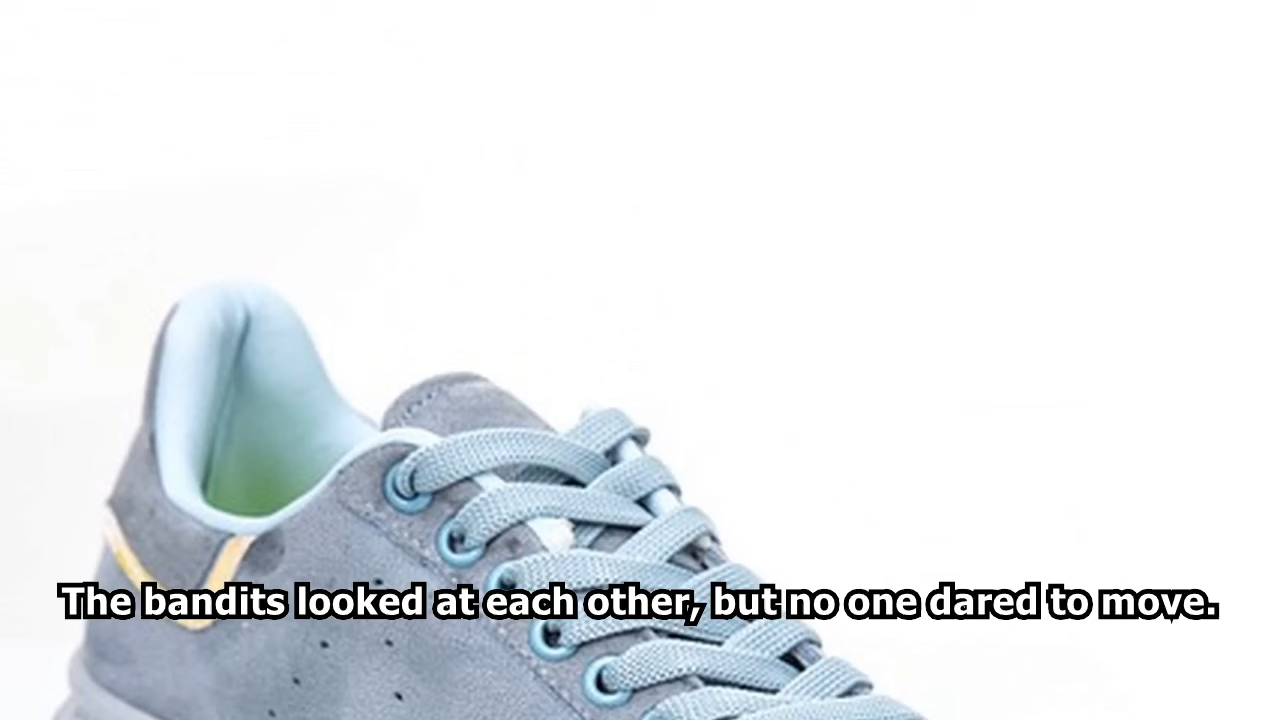 The bandits looked at each other, but no one dared to move.